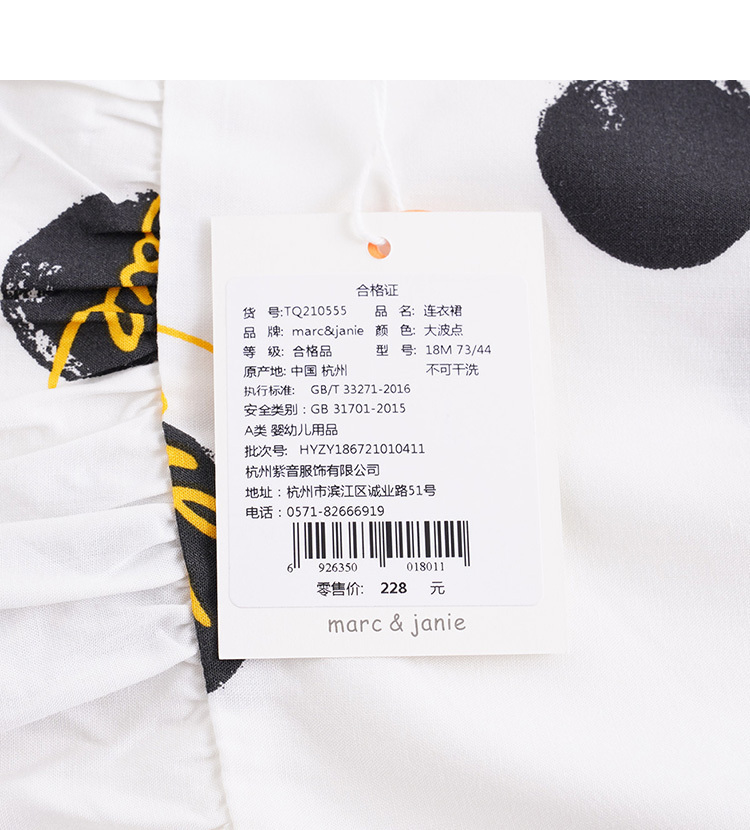 合格证
货 号:TQ210555 品 名: 连衣裙
品 牌: marc&janie 颜 色: 大波点
等 级: 合格品 型 号: 18M 73/44
原产地: 中国 杭州 不可干洗
执行标准: GB/T 33271-2016
安全类别: GB 31701-2015
A类 婴幼儿用品
批次号: HYZY186721010411
杭州紫音服饰有限公司
地址: 杭州市滨江区诚业路51号
电话: 0571-82666919
6 926350 018011
零售价: 228 元
marc & janie